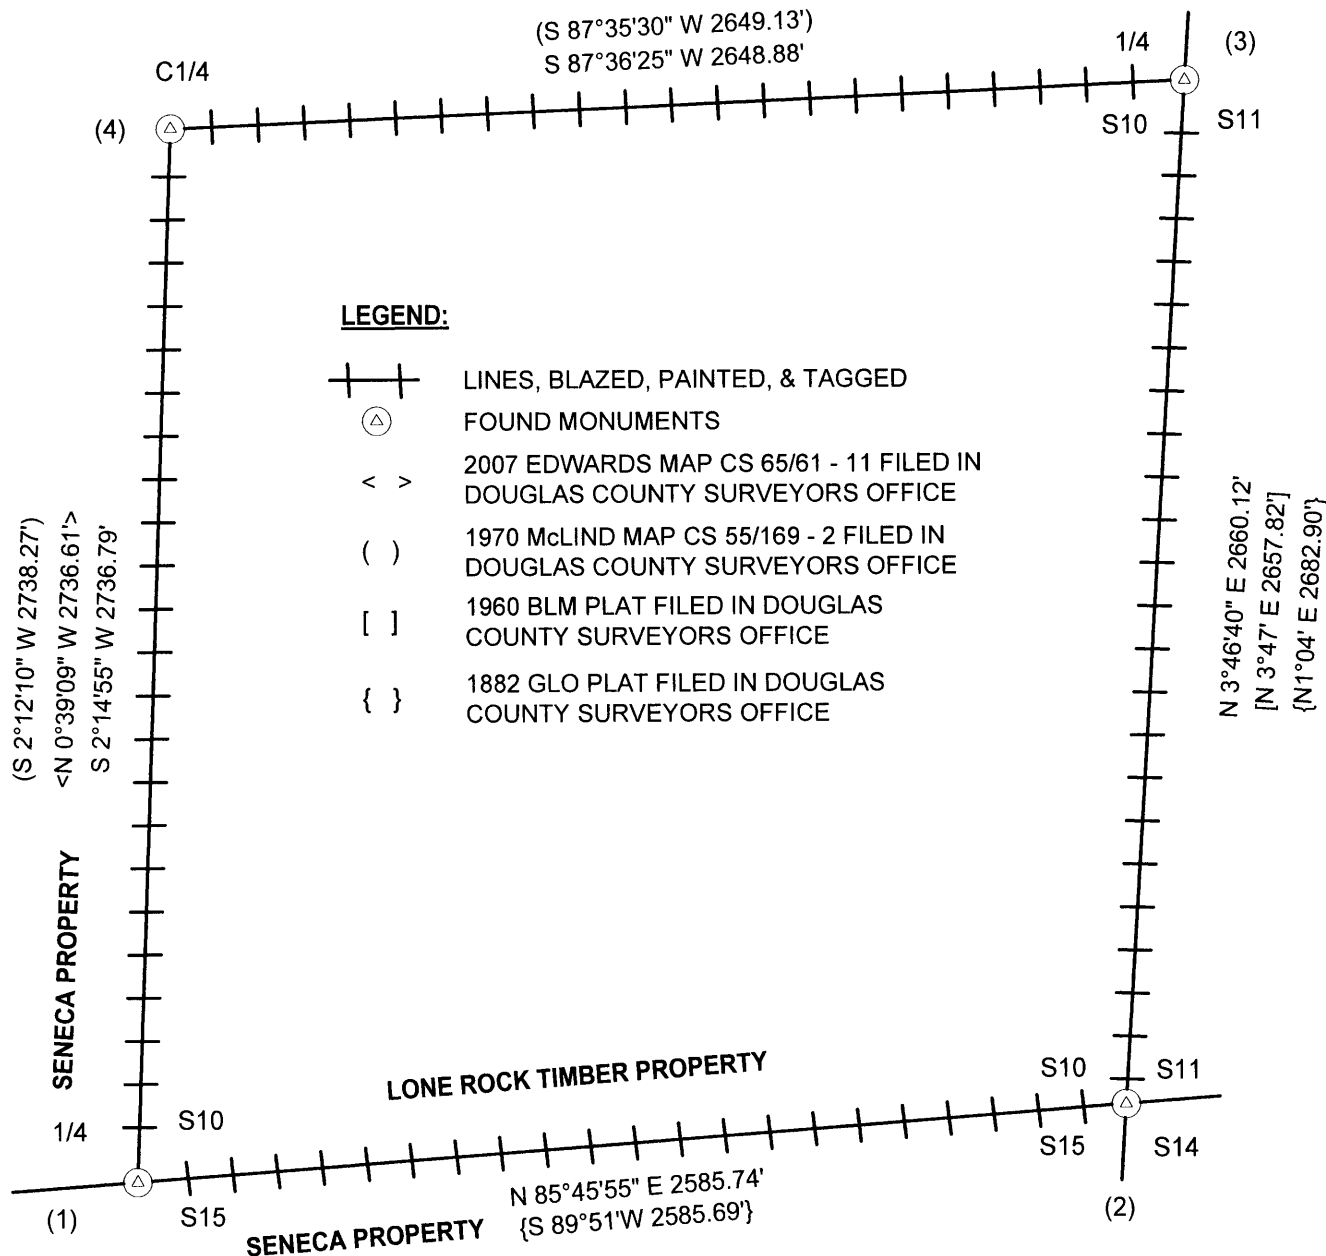 (S 87°35'30" W 2649.13')
S 87°36'25" W 2648.88'
1/4
(3)
C1/4
(4)
S10
S11
LEGEND:
LINES, BLAZED, PAINTED, & TAGGED
FOUND MONUMENTS
< > 2007 EDWARDS MAP CS 65/61 - 11 FILED IN
DOUGLAS COUNTY SURVEYORS OFFICE
( ) 1970 McLIND MAP CS 55/169 - 2 FILED IN
DOUGLAS COUNTY SURVEYORS OFFICE
[ ] 1960 BLM PLAT FILED IN DOUGLAS
COUNTY SURVEYORS OFFICE
{ } 1882 GLO PLAT FILED IN DOUGLAS
COUNTY SURVEYORS OFFICE
(S 2°12'10" W 2738.27')
<N 0°39'09" W 2736.61'>
S 2°14'55" W 2736.79'
N 3°46'40" E 2660.12'
[N 3°47' E 2657.82']
{N1°04' E 2682.90'}
SENECA PROPERTY
LONE ROCK TIMBER PROPERTY
S10
S11
1/4
S10
S15
S14
(1)
S15
N 85°45'55" E 2585.74'
{S 89°51'W 2585.69'}
SENECA PROPERTY
(2)